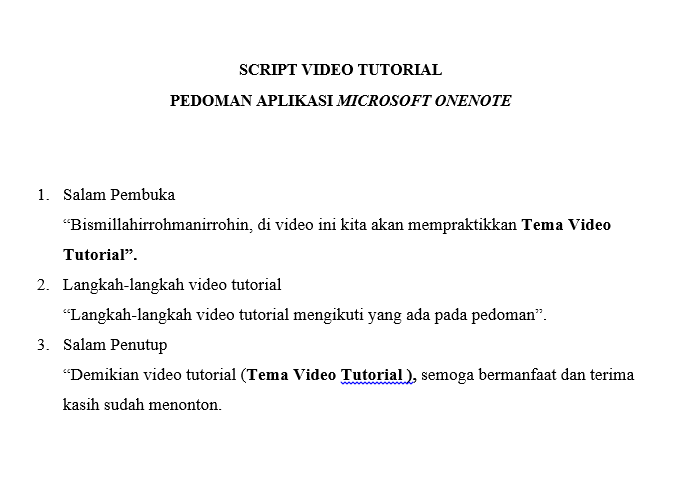 SCRIPT VIDEO TUTORIAL
PEDOMAN APLIKASI MICROSOFT ONENOTE
1. Salam Pembuka
“Bismillahirrohmanirrohin, di video ini kita akan mempraktikkan Tema Video
Tutorial”.
2. Langkah-langkah video tutorial
“Langkah-langkah video tutorial mengikuti yang ada pada pedoman”.
3. Salam Penutup
“Demikian video tutorial (Tema Video Tutorial ), semoga bermanfaat dan terima
kasih sudah menonton.